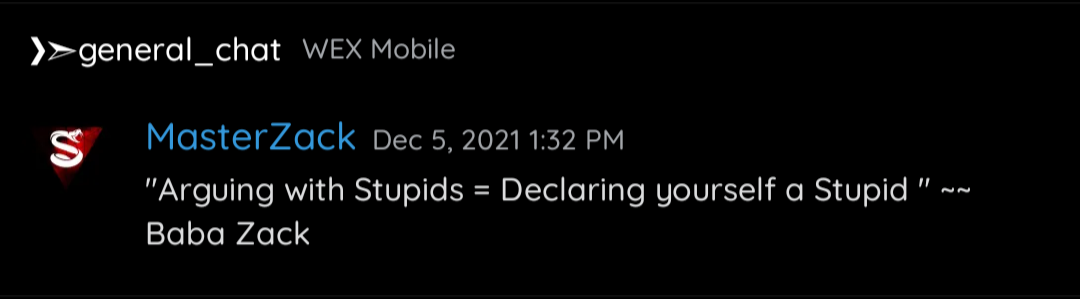 ❯➣general_chat WEX Mobile
S
MasterZack Dec 5, 2021 1:32 PM
"Arguing with Stupids = Declaring yourself a Stupid " ~~
Baba Zack